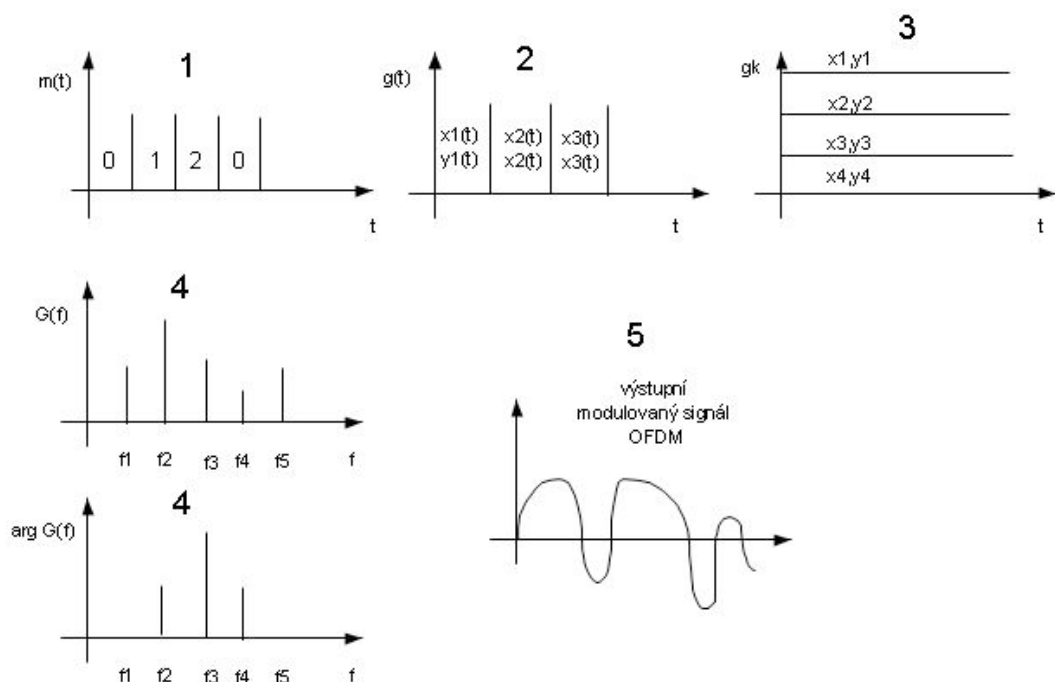 1
m(t)
0 1 2 0
t
2
g(t)
x1(t) x2(t) x3(t)
y1(t) x2(t) x3(t)
t
3
gk
x1,y1
x2,y2
x3,y3
x4,y4
t
4
G(f)
f1 f2 f3 f4 f5 f
4
arg G(f)
f1 f2 f3 f4 f5 f
5
výstupní
modulovaný signál
OFDM